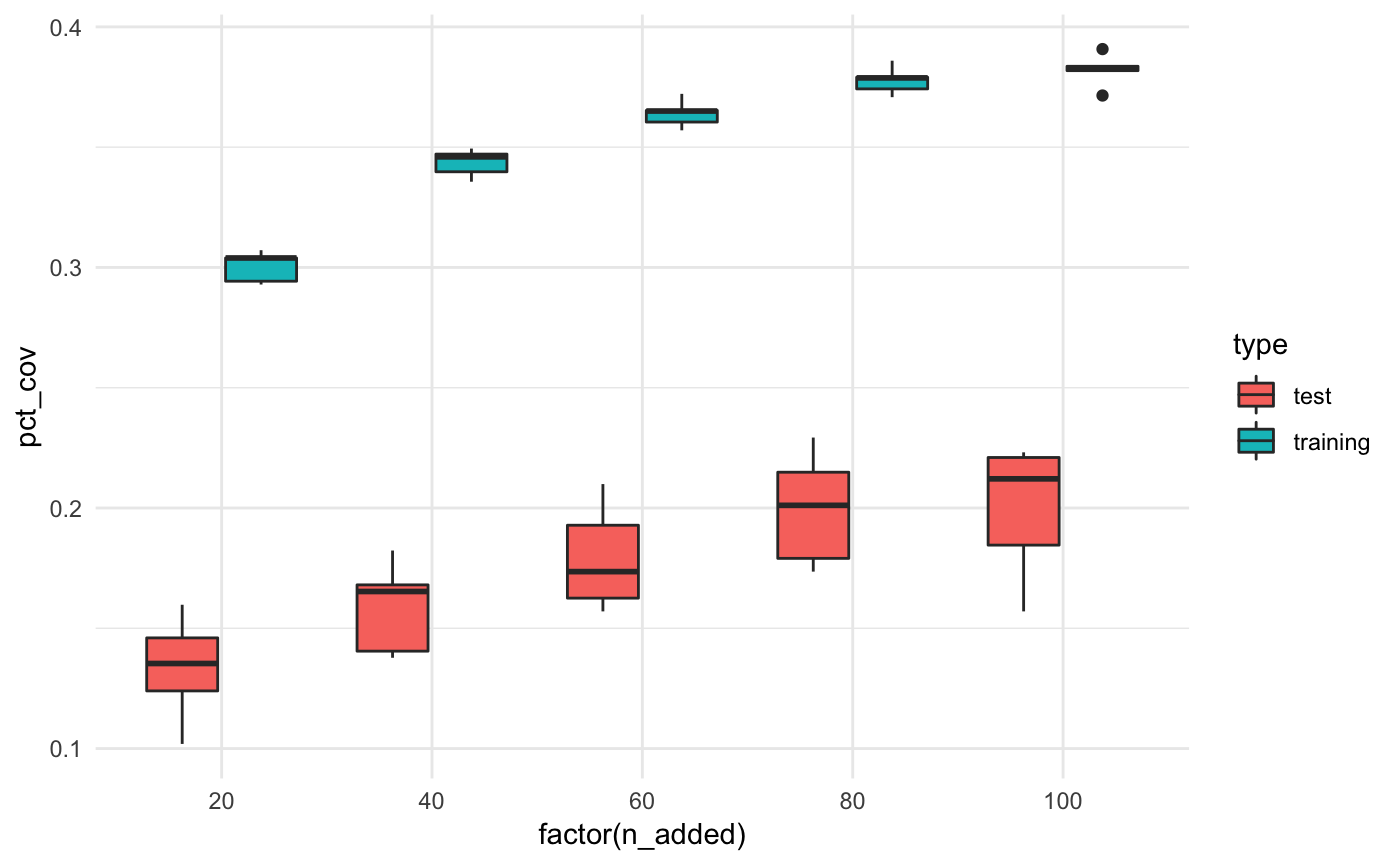 0.4
0.3
0.2
0.1
pct_cov
20 40 60 80 100
factor(n_added)
type
test
training